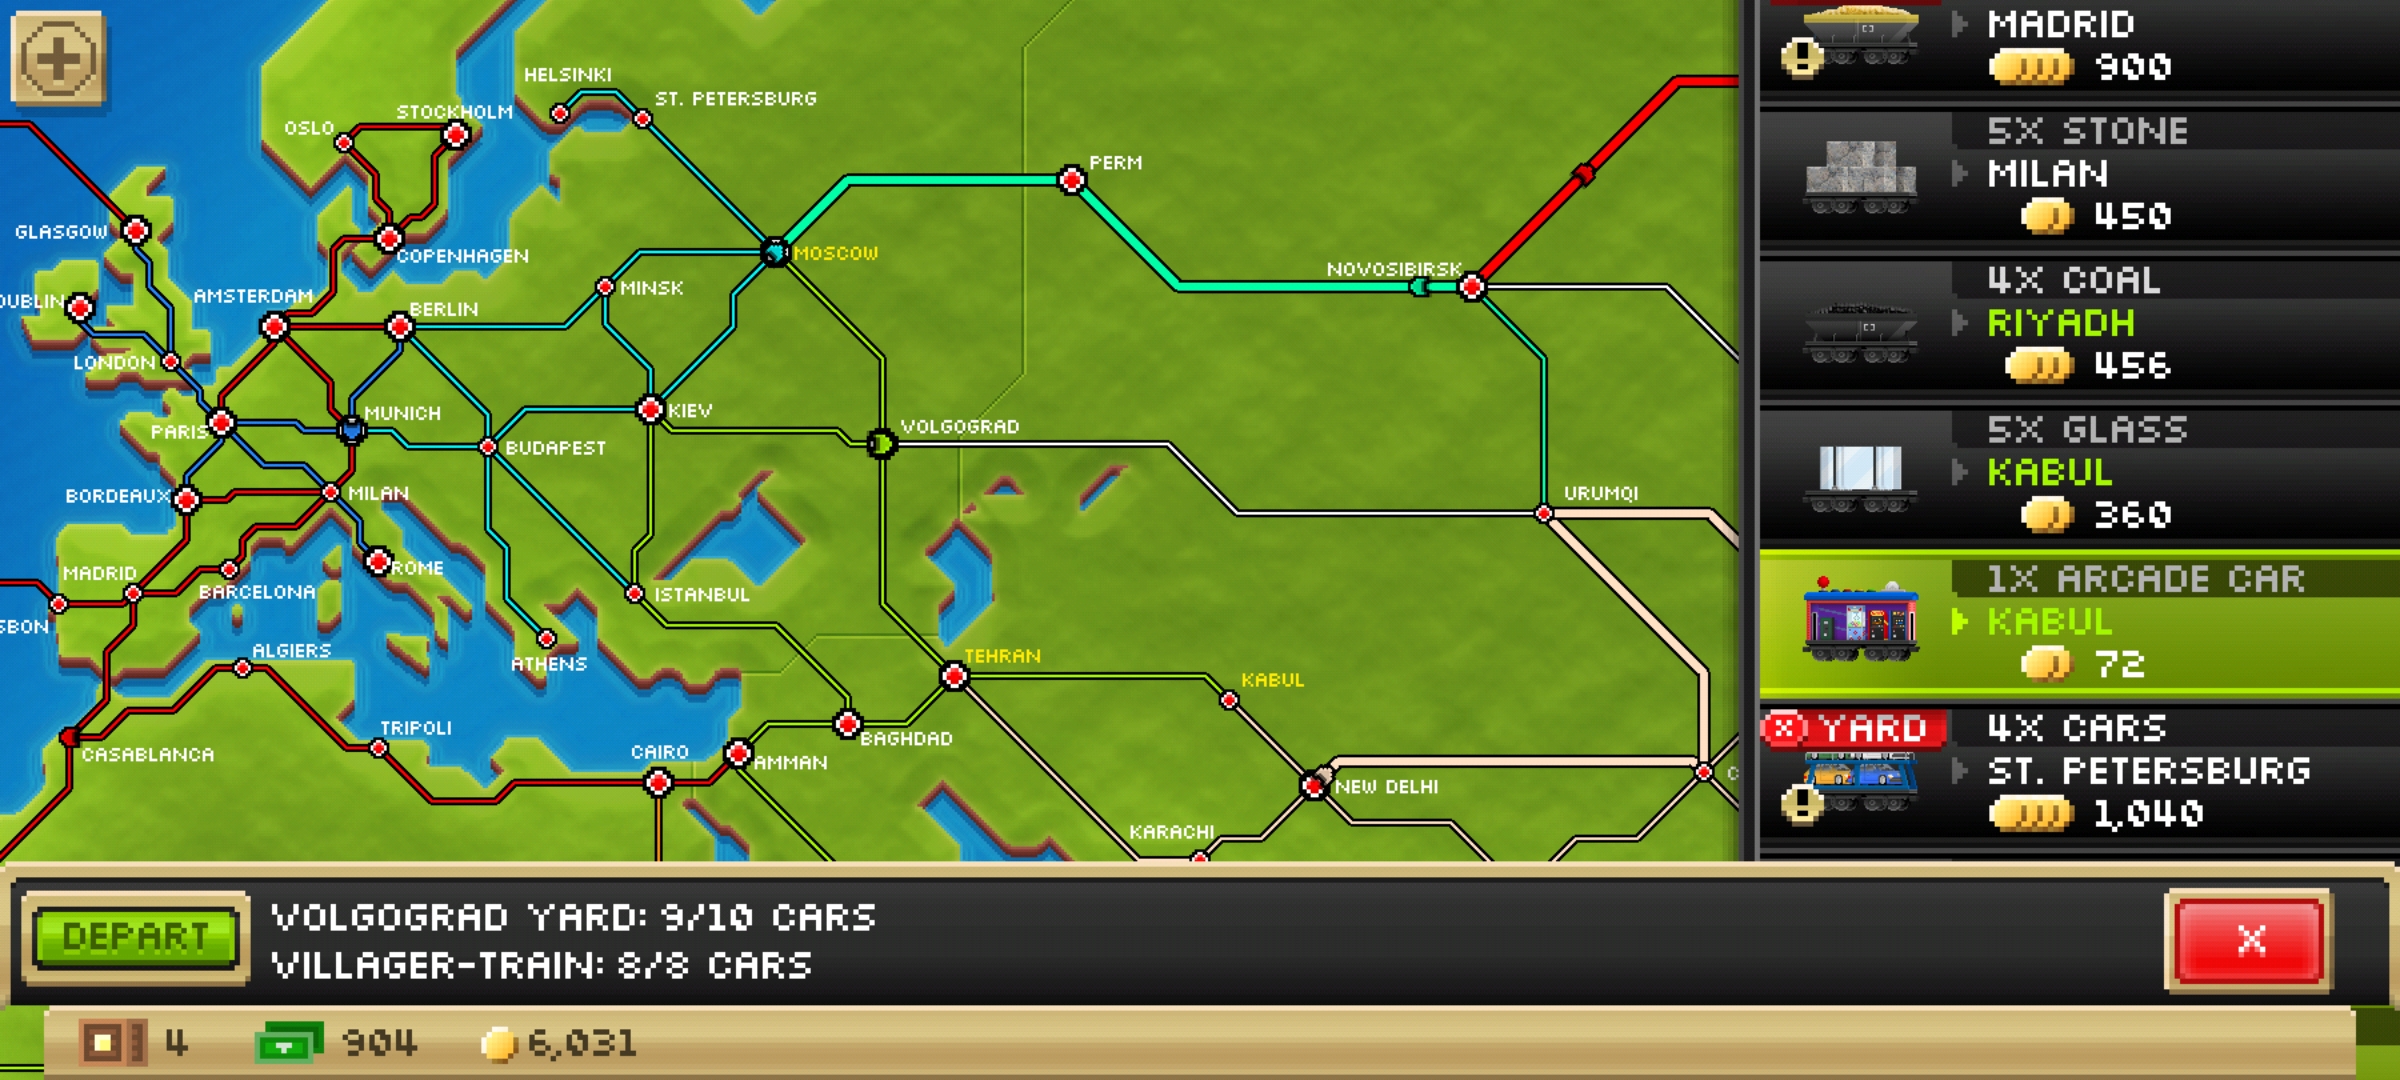 HELSINKI
ST. PETERSBURG
STOCKHOLM
OSLO
PERM
GLASGOW
COPENHAGEN
MOSCOW
NOVOSIBIRSK
MINSK
AMSTERDAM
BERLIN
LONDON
MUNICH
KIEV
VOLGOGRAD
PARIS
BUDAPEST
BORDEAUX
MILAN
URUMQI
MADRID
ROME
BARCELONA
ISTANBUL
ALGIERS
ATHENS
TEHRAN
KABUL
TRIPOLI
CASABLANCA
CAIRO
BAGHDAD
AMMAN
NEW DELHI
KARACHI
MADRID
900
5X STONE
MILAN
450
4X COAL
RIYADH
456
5X GLASS
KABUL
360
1X ARCADE CAR
KABUL
72
YARD
4X CARS
ST. PETERSBURG
1,040
DEPART
VOLGOGRAD YARD: 9/10 CARS
VILLAGER-TRAIN: 8/8 CARS
X
4
904
6,031